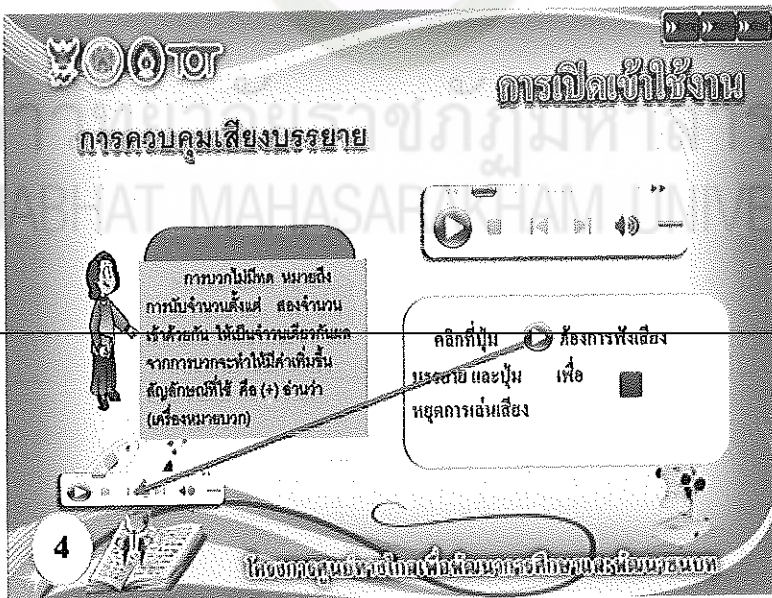 TOT
การเปิดเข้าใช้งาน
การควบคุมเสียงบรรยาย
MAHASARAKHAM
การบวกไม่มีทด หมายถึง
การนับจำนวนตั้งแต่ สองจำนวน
เข้าด้วยกัน ให้เป็นจำนวนเดียวกันผล
จากการบวกจะทำให้มีค่าเพิ่มขึ้น
สัญลักษณ์ที่ใช้ คือ (+) อ่านว่า
(เครื่องหมายบวก)
คลิกที่ปุ่ม ต้องการฟังเสียง
บรรยาย และปุ่ม เพื่อ
หยุดการเล่นเสียง
4
โครงการศูนย์ทางไกลเพื่อพัฒนาการศึกษาและพัฒนาชนบท